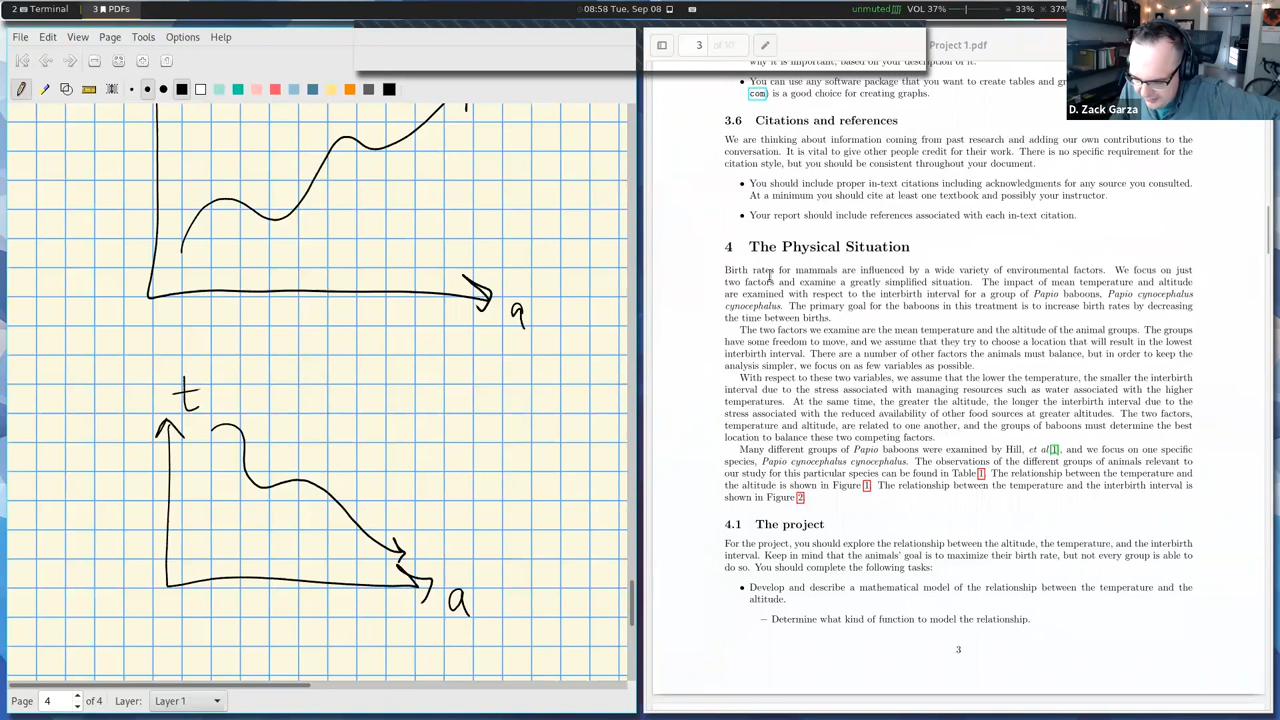 2 Terminal
3 PDFs
08:58 Tue, Sep 08
unmuted
VOL 37%
33%
37%
File Edit View Page Tools Options Help
3 of 10
Project 1.pdf
D. Zack Garza
why it is important, based on your description of it.
• You can use any software package that you want to create tables and
com) is a good choice for creating graphs.
3.6 Citations and references
We are thinking about information coming from past research and adding our own contributions to the
conversation. It is vital to give other people credit for their work. There is no specific requirement for the
citation style, but you should be consistent throughout your document.
• You should include proper in-text citations including acknowledgments for any source you consulted.
At a minimum you should cite at least one textbook and possibly your instructor.
• Your report should include references associated with each in-text citation.
4 The Physical Situation
Birth rates for mammals are influenced by a wide variety of environmental factors. We focus on just
two factors and examine a greatly simplified situation. The impact of mean temperature and altitude
are examined with respect to the interbirth interval for a group of Papio baboons, Papio cynocephalus
cynocephalus. The primary goal for the baboons in this treatment is to increase birth rates by decreasing
the time between births.
The two factors we examine are the mean temperature and the altitude of the animal groups. The groups
have some freedom to move, and we assume that they try to choose a location that will result in the lowest
interbirth interval. There are a number of other factors the animals must balance, but in order to keep the
analysis simpler, we focus on as few variables as possible.
With respect to these two variables, we assume that the lower the temperature, the smaller the interbirth
interval due to the stress associated with managing resources such as water associated with the higher
temperatures. At the same time, the greater the altitude, the longer the interbirth interval due to the
stress associated with the reduced availability of other food sources at greater altitudes. The two factors,
temperature and altitude, are related to one another, and the groups of baboons must determine the best
location to balance these two competing factors.
Many different groups of Papio baboons were examined by Hill, et al[1], and we focus on one specific
species, Papio cynocephalus cynocephalus. The observations of the different groups of animals relevant to
our study for this particular species can be found in Table 1. The relationship between the temperature and
the altitude is shown in Figure 1. The relationship between the temperature and the interbirth interval is
shown in Figure 2.
4.1 The project
For the project, you should explore the relationship between the altitude, the temperature, and the interbirth
interval. Keep in mind that the animals' goal is to maximize their birth rate, but not every group is able to
do so. You should complete the following tasks:
• Develop and describe a mathematical model of the relationship between the temperature and the
altitude.
– Determine what kind of function to model the relationship.
3
a
t
a
Page 4 of 4 Layer: Layer 1